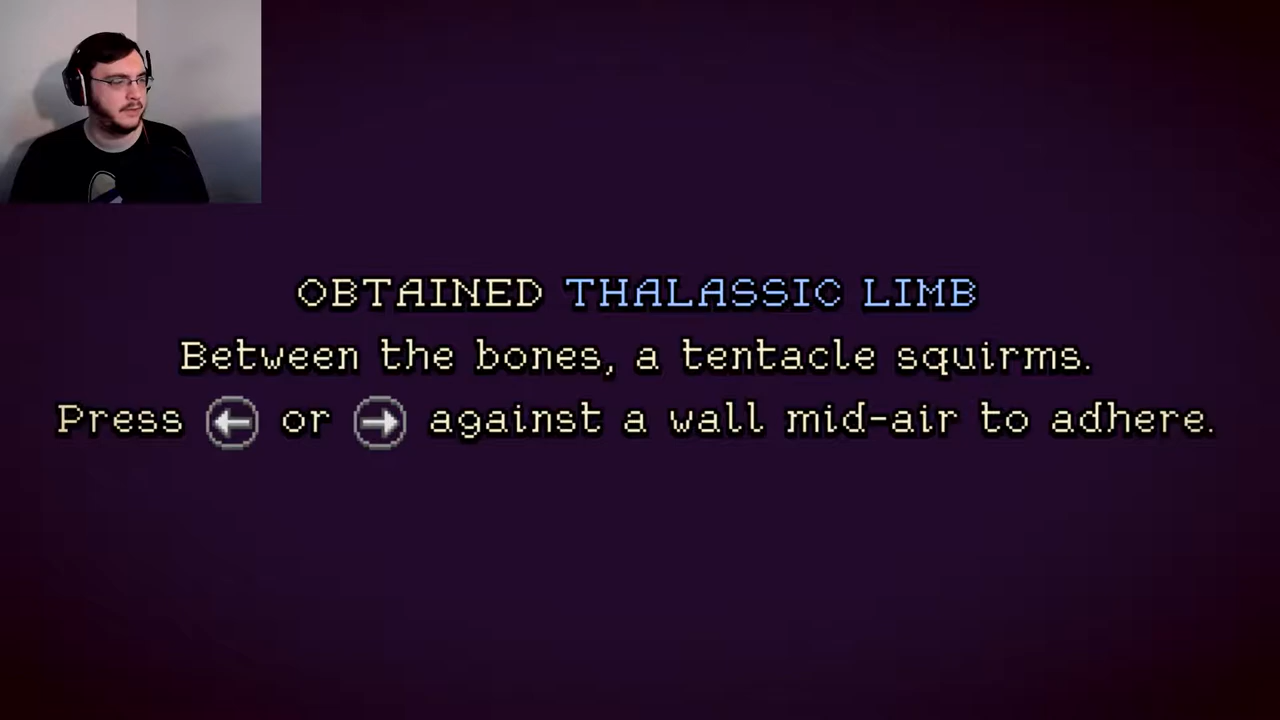 OBTAINED THALASSIC LIMB
Between the bones, a tentacle squirms.
Press ← or → against a wall mid-air to adhere.